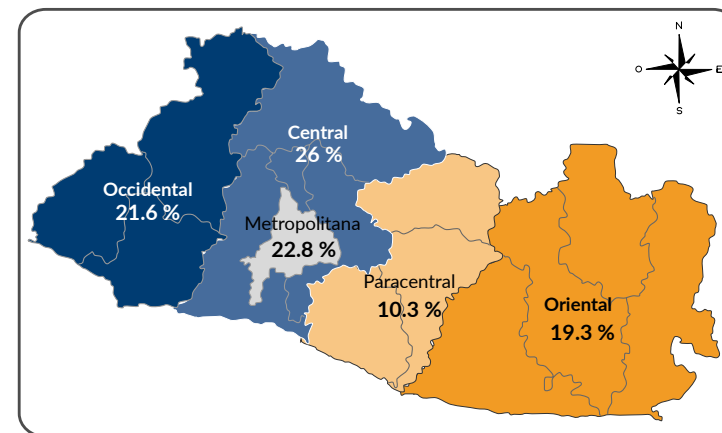 N
O
E
S
Central
26 %
Occidental
21.6 %
Metropolitana
22.8 %
Paracentral
10.3 %
Oriental
19.3 %